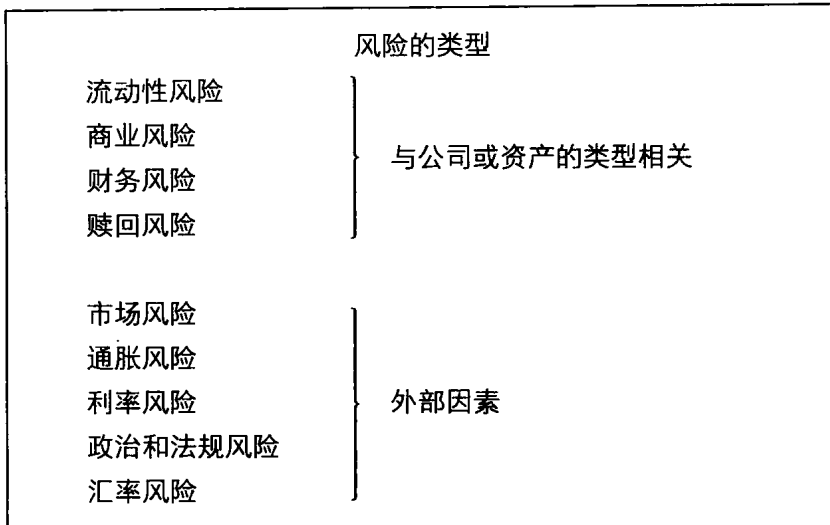 风险的类型
流动性风险
商业风险
财务风险
赎回风险
与公司或资产的类型相关
市场风险
通胀风险
利率风险
政治和法规风险
汇率风险
外部因素